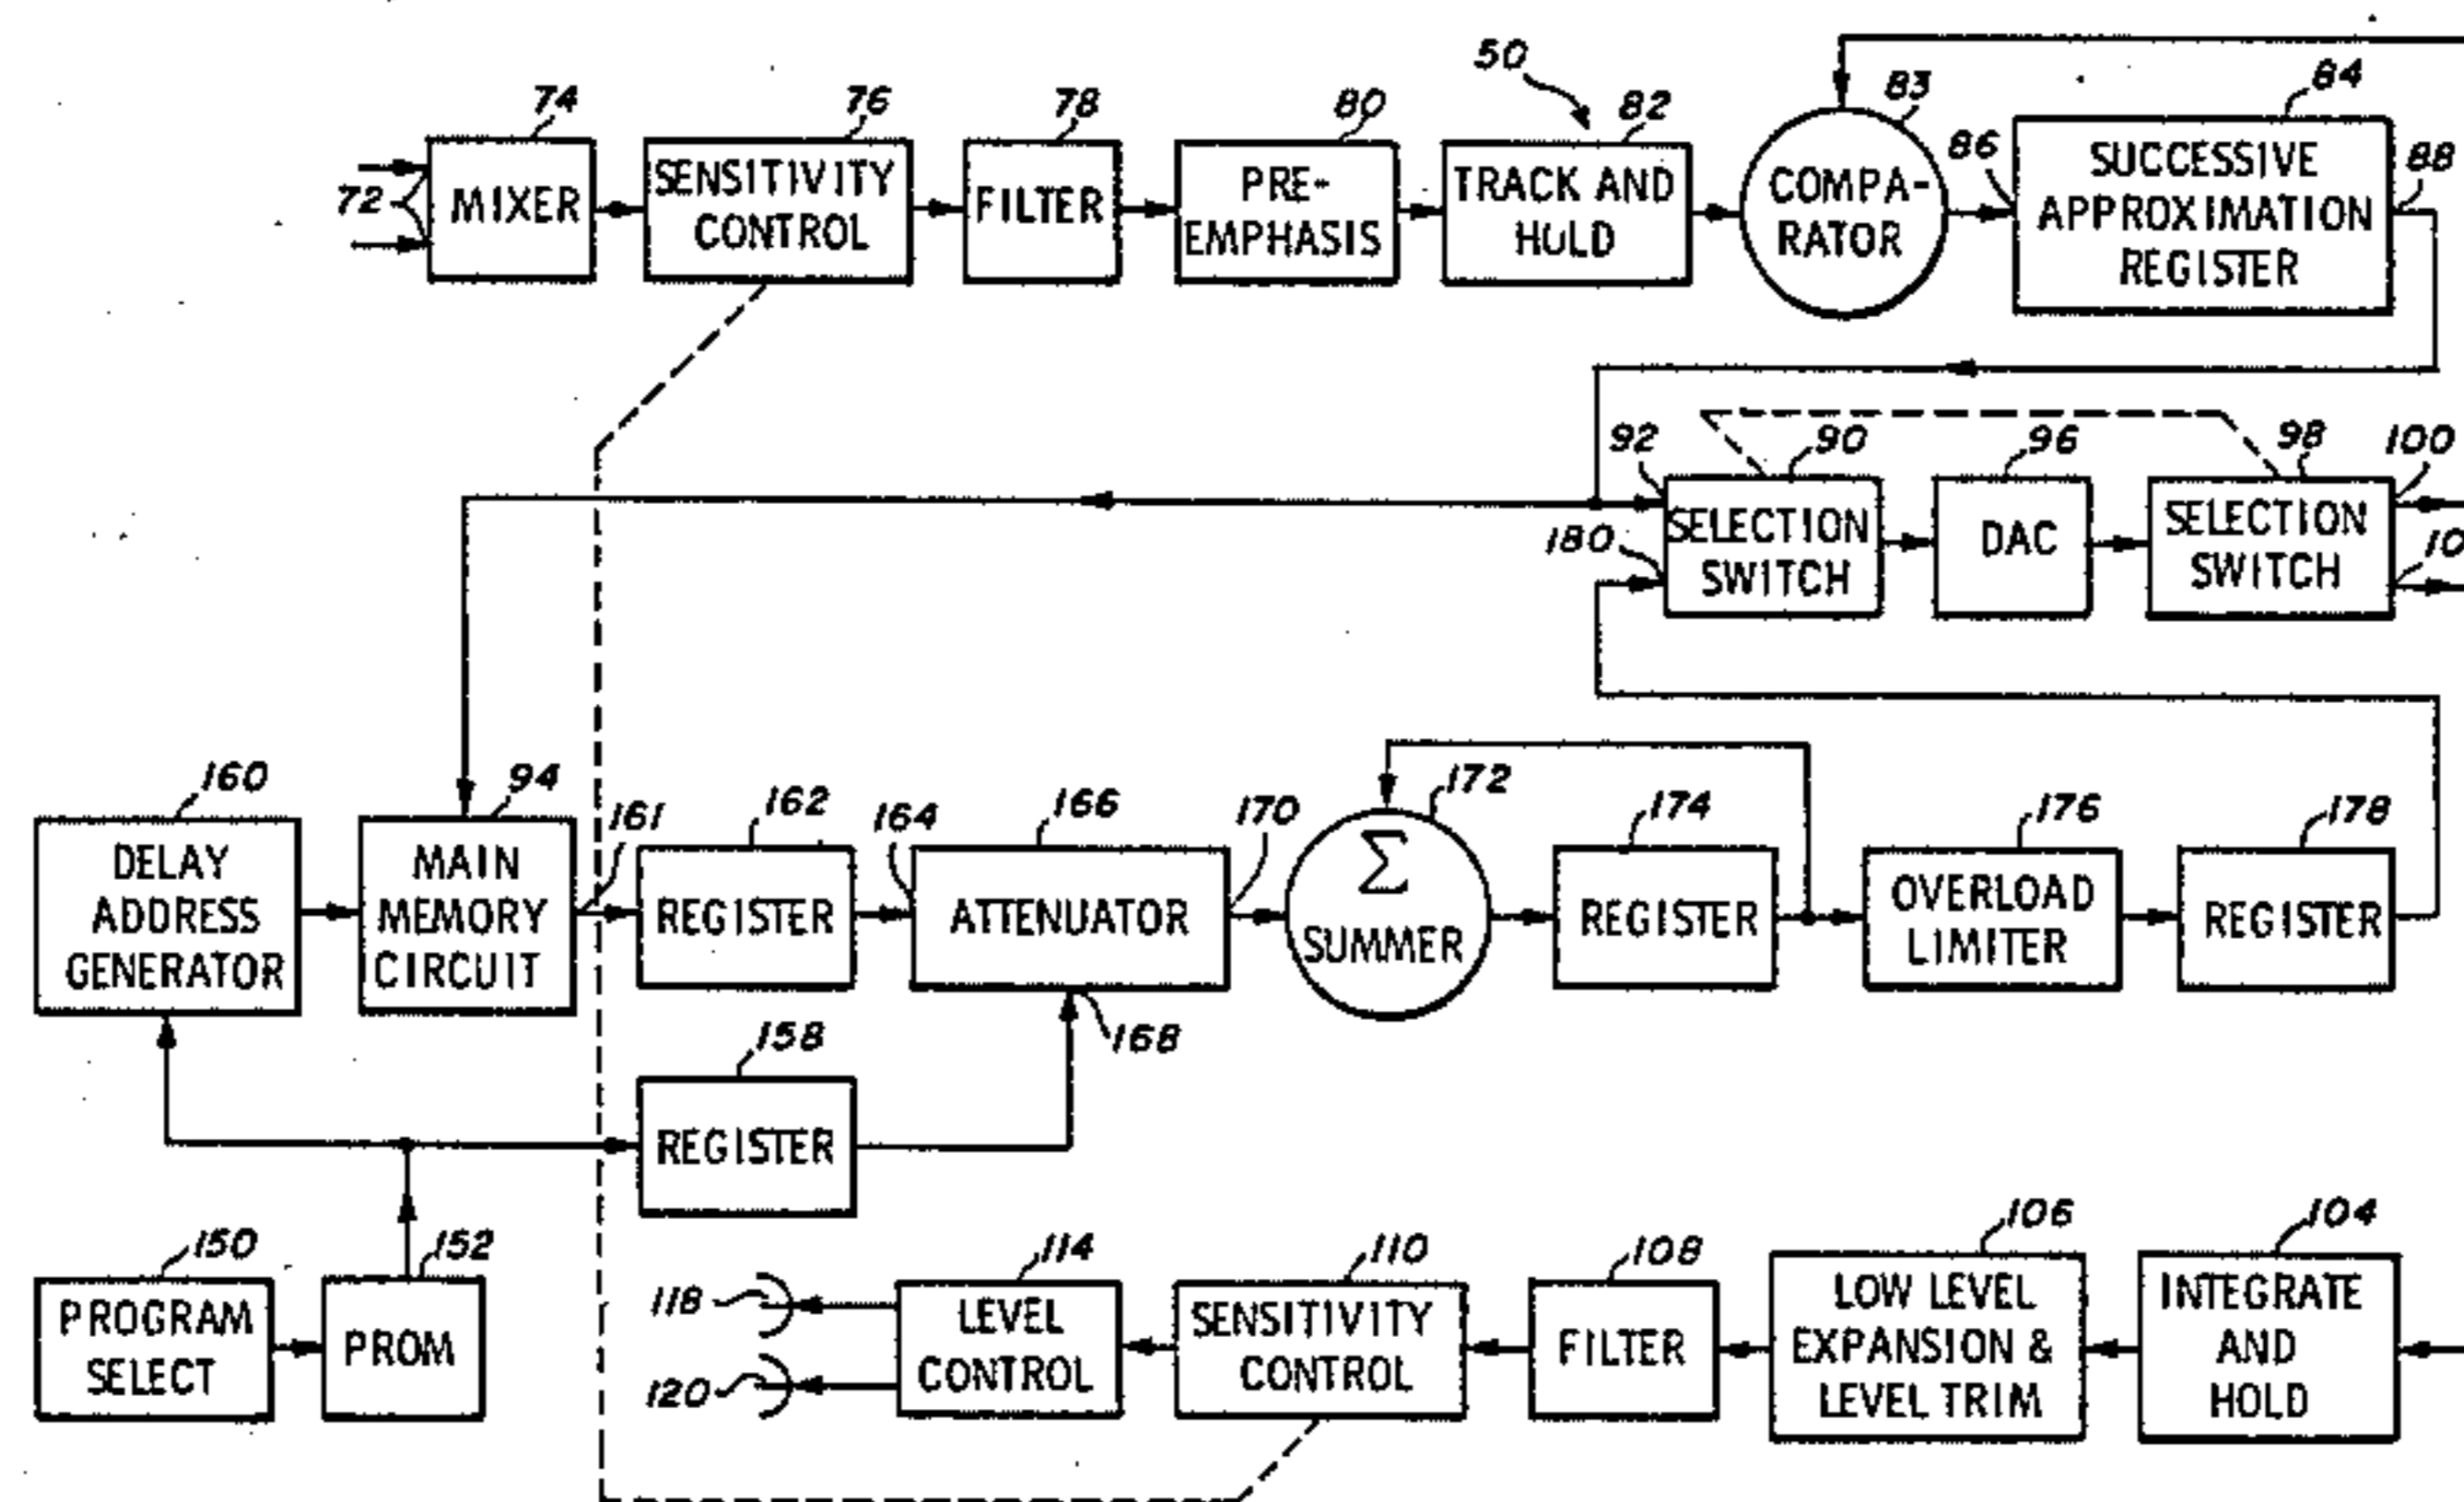 50
74
76
78
80
82
83
84
72
MIXER
SENSITIVITY
CONTROL
FILTER
PRE-
EMPHASIS
TRACK AND
HOLD
COMPA-
RATOR
86
SUCCESSIVE
APPROXIMATION
REGISTER
88
92
90
96
98
100
180
SELECTION
SWITCH
DAC
SELECTION
SWITCH
10
160
94
161
162
164
166
170
172
174
176
178
DELAY
ADDRESS
GENERATOR
MAIN
MEMORY
CIRCUIT
REGISTER
ATTENUATOR
Σ
SUMMER
REGISTER
OVERLOAD
LIMITER
REGISTER
158
168
REGISTER
150
152
PROGRAM
SELECT
PROM
118
120
114
110
108
106
104
LEVEL
CONTROL
SENSITIVITY
CONTROL
FILTER
LOW LEVEL
EXPANSION &
LEVEL TRIM
INTEGRATE
AND
HOLD